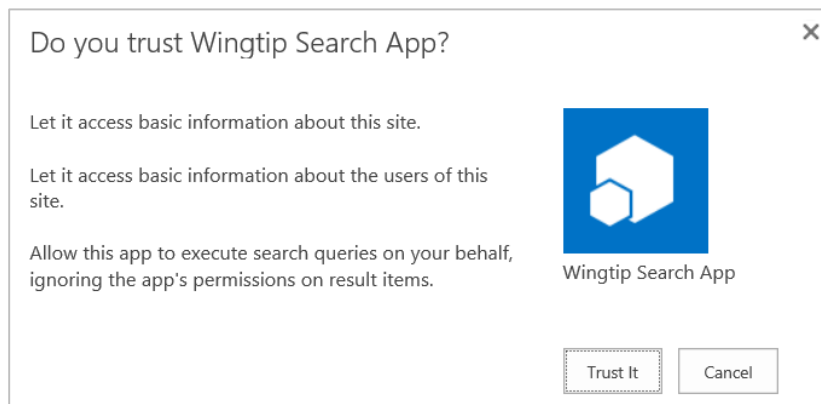 Do you trust Wingtip Search App?
Let it access basic information about this site.
Let it access basic information about the users of this
site.
Allow this app to execute search queries on your behalf,
ignoring the app's permissions on result items.
Wingtip Search App
Trust It
Cancel